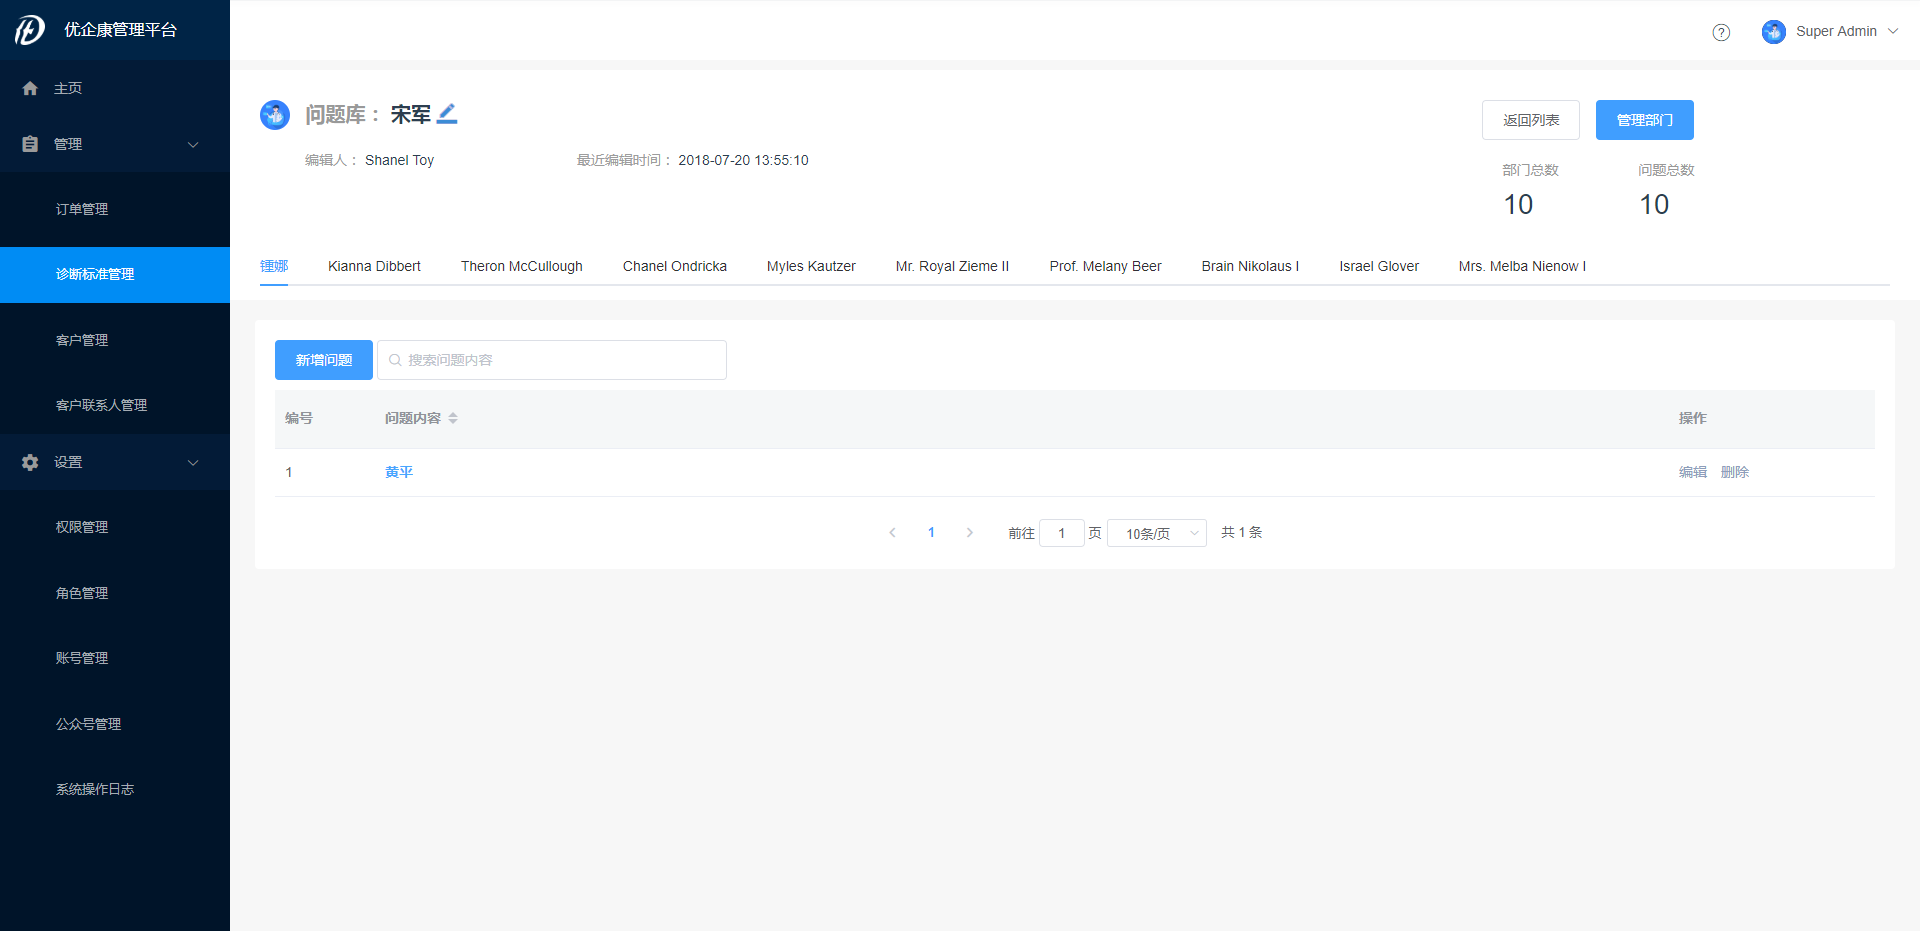 优企康管理平台
Super Admin
主页
管理
订单管理
诊断标准管理
客户管理
客户联系人管理
设置
权限管理
角色管理
账号管理
公众号管理
系统操作日志
问题库： 宋军
返回列表 管理部门
编辑人： Shanel Toy 最近编辑时间： 2018-07-20 13:55:10
部门总数 问题总数
10 10
锺娜 Kianna Dibbert Theron McCullough Chanel Ondricka Myles Kautzer Mr. Royal Zieme II Prof. Melany Beer Brain Nikolaus I Israel Glover Mrs. Melba Nienow I
新增问题 搜索问题内容
编号 问题内容 操作
1 黄平 编辑 删除
1 前往 1 页 10条/页 共 1 条